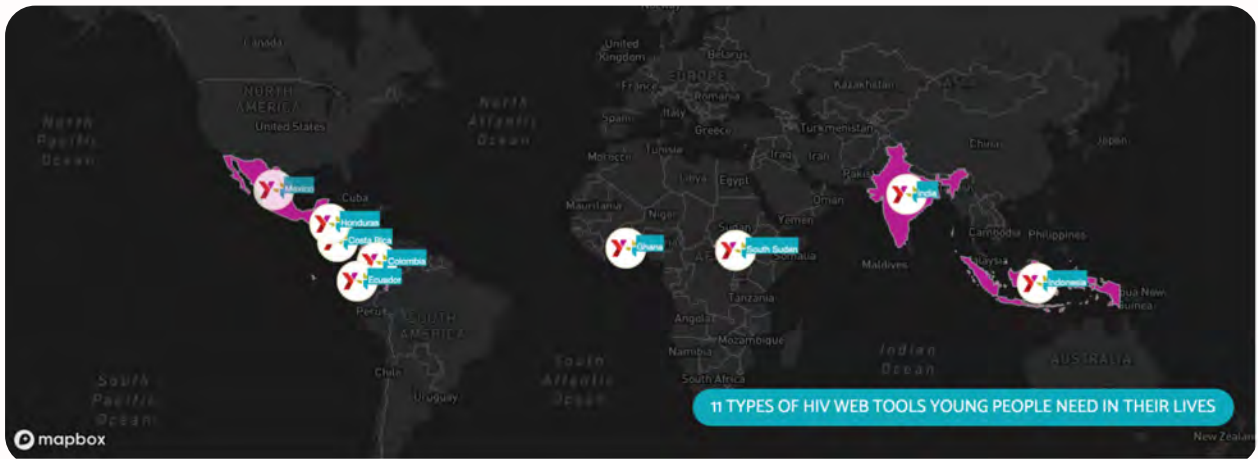 Canada
NORTH
AMERICA
United States
North
Pacific
Ocean
North
Atlantic
Ocean
Mexico
Cuba
Honduras
Costa Rica
Colombia
Ecuador
Peru
SOUTH
AMERICA
Chile
Uruguay
South
Pacific
Ocean
South
Atlantic
Ocean
Norway
United
Kingdom
Belarus
EUROPE
France
Romania
Spain
Italy
Greece
Morocco
Tunisia
Libya
Egypt
Mauritania
Niger
Sudan
Ghana
South Sudan
Somalia
Tanzania
Angola
Mozambique
Namibia
South Africa
Kazakhstan
Turkmenistan
Iraq
Iran
Oman
Yemen
India
Maldives
China
Japan
Cambodia
Philippines
Malaysia
Indonesia
Papua New
Guinea
Indian
Ocean
AUSTRALIA
New Zealan
11 TYPES OF HIV WEB TOOLS YOUNG PEOPLE NEED IN THEIR LIVES
mapbox